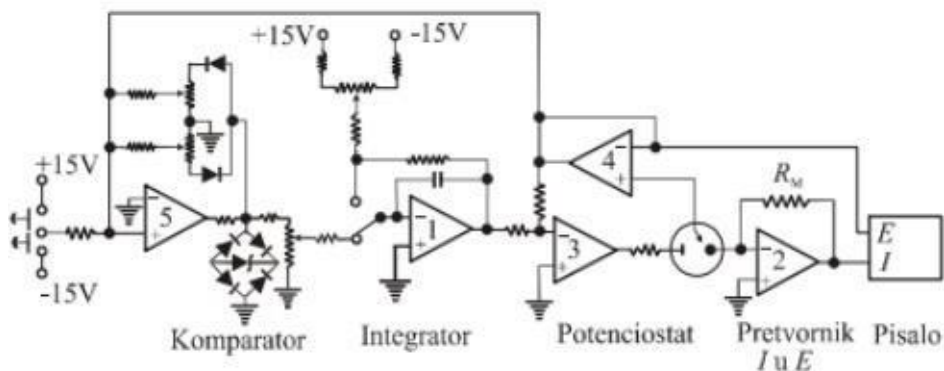 +15V
-15V
+15V
-15V
5
1
4
3
2
R_M
E
I
Komparator
Integrator
Potenciostat
Pretvornik
I u E
Pisalo